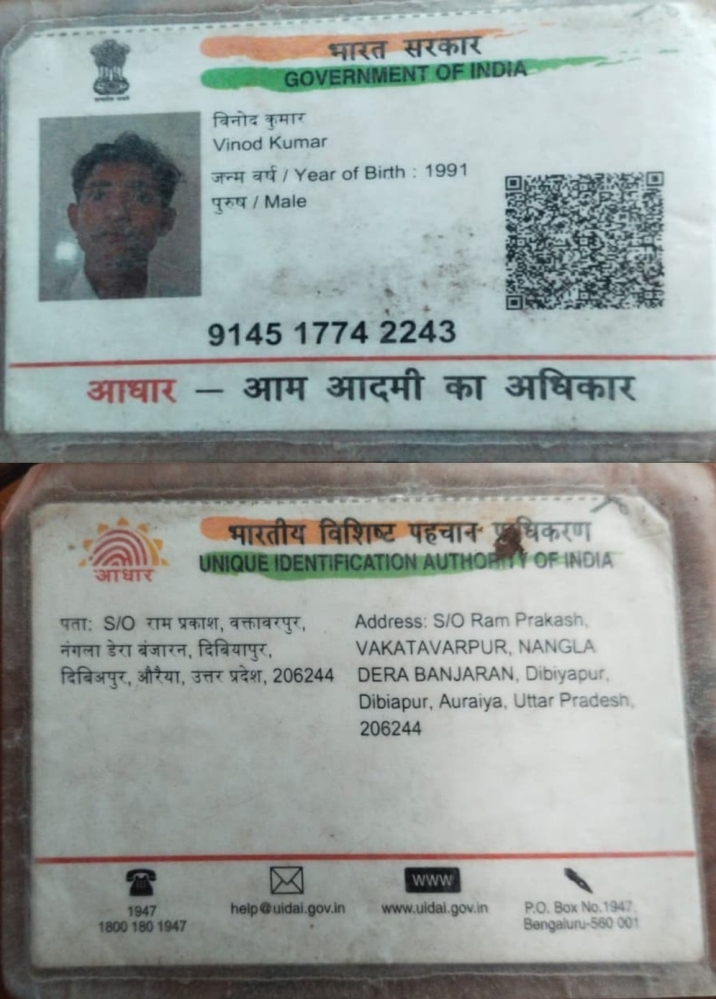 भारत सरकार
GOVERNMENT OF INDIA
विनोद कुमार
Vinod Kumar
जन्म वर्ष / Year of Birth : 1991
पुरुष / Male
9145 1774 2243
आधार – आम आदमी का अधिकार
भारतीय विशिष्ट पहचान
UNIQUE IDENTIFICATION AUTHORITY OF INDIA
आधार
पता: S/O राम प्रकाश, वक्तावरपुर,
नंगला डेरा बंजारन, दिबियापुर,
दिबिअपुर, औरैया, उत्तर प्रदेश, 206244
Address: S/O Ram Prakash,
VAKATAVARPUR, NANGLA
DERA BANJARAN, Dibiyapur,
Dibiapur, Auraiya, Uttar Pradesh,
206244
1947
1800 180 1947
help@uidai.gov.in
WWW
www.uidai.gov.in
P.O. Box No.1947,
Bengaluru-560 001